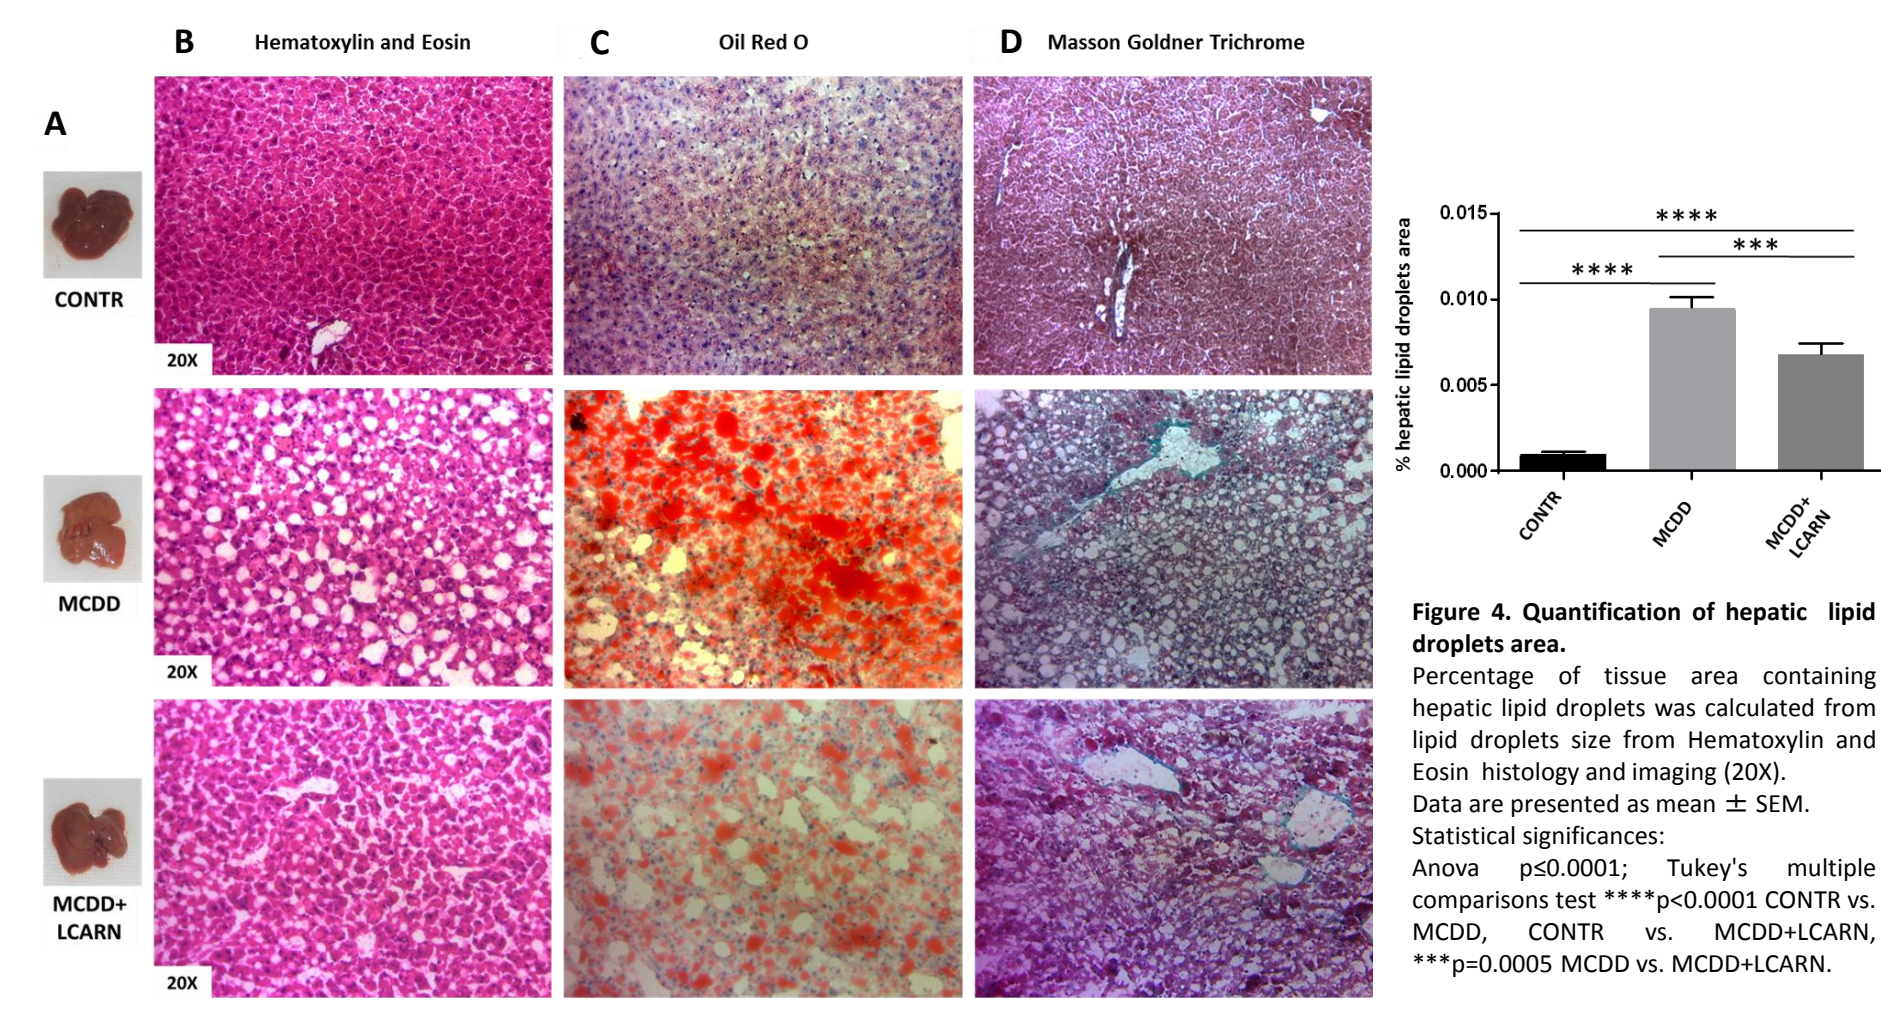 B Hematoxylin and Eosin
C Oil Red O
D Masson Goldner Trichrome
A
CONTR
20X
MCDD
20X
MCDD+
LCARN
20X
% hepatic lipid droplets area
0.015
0.010
0.005
0.000
****
***
****
CONTR
MCDD
MCDD+
LCARN
Figure 4. Quantification of hepatic lipid
droplets area.
Percentage of tissue area containing
hepatic lipid droplets was calculated from
lipid droplets size from Hematoxylin and
Eosin histology and imaging (20X).
Data are presented as mean ± SEM.
Statistical significances:
Anova p≤0.0001; Tukey's multiple
comparisons test ****p<0.0001 CONTR vs.
MCDD, CONTR vs. MCDD+LCARN,
***p=0.0005 MCDD vs. MCDD+LCARN.